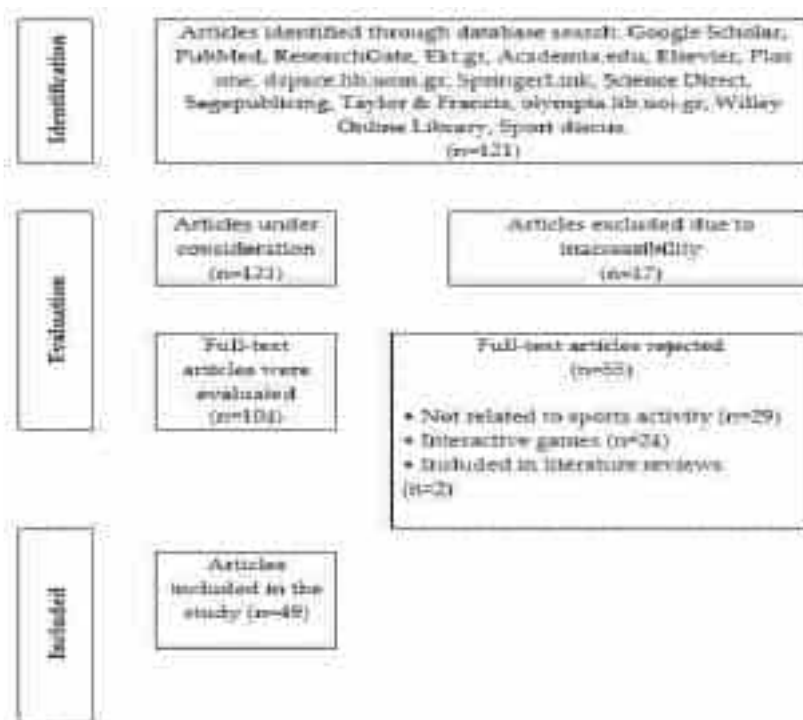 Identification
Articles identified through database search: Google Scholar,
PubMed, ResearchGate, Ekt.gr, Academia.edu, Elsevier, Plos
one, dspace.lib.uom.gr, SpringerLink, Science Direct,
Sagepublicing, Taylor & Francis, olympia.lib.uoi.gr, Willey
Online Library, Sport discus
(n=121)
Evaluation
Articles under
consideration
(n=121)
Articles excluded due to
inaccessibility
(n=17)
Full-text
articles were
evaluated
(n=104)
Full-text articles rejected
(n=55)
• Not related to sports activity (n=29)
• Interactive games (n=24)
• Included in literature reviews
(n=2)
Included
Articles
included in the
study (n=49)